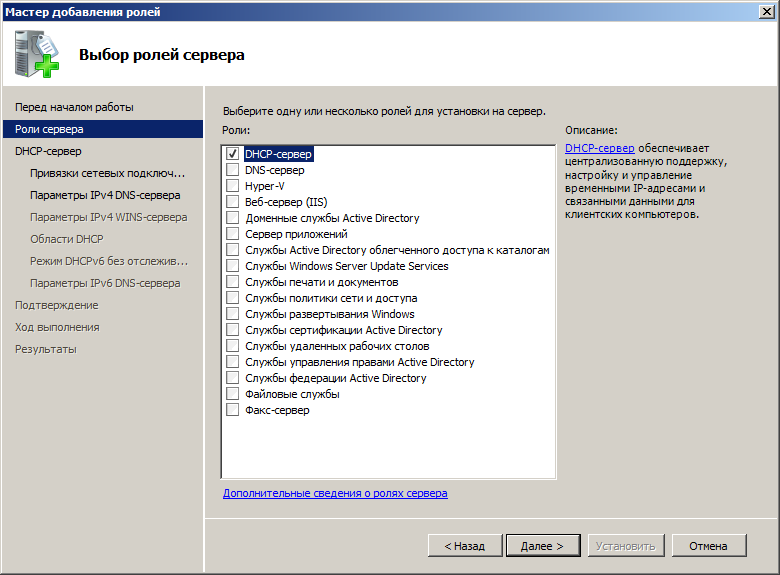 Мастер добавления ролей
Выбор ролей сервера
Перед началом работы
Роли сервера
DHCP-сервер
Привязки сетевых подключ...
Параметры IPv4 DNS-сервера
Параметры IPv4 WINS-сервера
Области DHCP
Режим DHCPv6 без отслежив...
Параметры IPv6 DNS-сервера
Подтверждение
Ход выполнения
Результаты
Выберите одну или несколько ролей для установки на сервер.
Роли:
DHCP-сервер
DNS-сервер
Hyper-V
Веб-сервер (IIS)
Доменные службы Active Directory
Сервер приложений
Службы Active Directory облегченного доступа к каталогам
Службы Windows Server Update Services
Службы печати и документов
Службы политики сети и доступа
Службы развертывания Windows
Службы сертификации Active Directory
Службы удаленных рабочих столов
Службы управления правами Active Directory
Службы федерации Active Directory
Файловые службы
Факс-сервер
Дополнительные сведения о ролях сервера
Описание:
DHCP-сервер обеспечивает
централизованную поддержку,
настройку и управление
временными IP-адресами и
связанными данными для
клиентских компьютеров.
< Назад
Далее >
Установить
Отмена